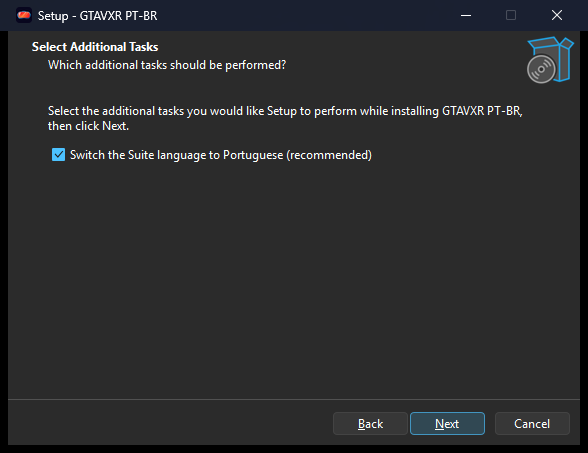 Setup - GTAVXR PT-BR
Select Additional Tasks
Which additional tasks should be performed?
Select the additional tasks you would like Setup to perform while installing GTAVXR PT-BR,
then click Next.
Switch the Suite language to Portuguese (recommended)
Back
Next
Cancel